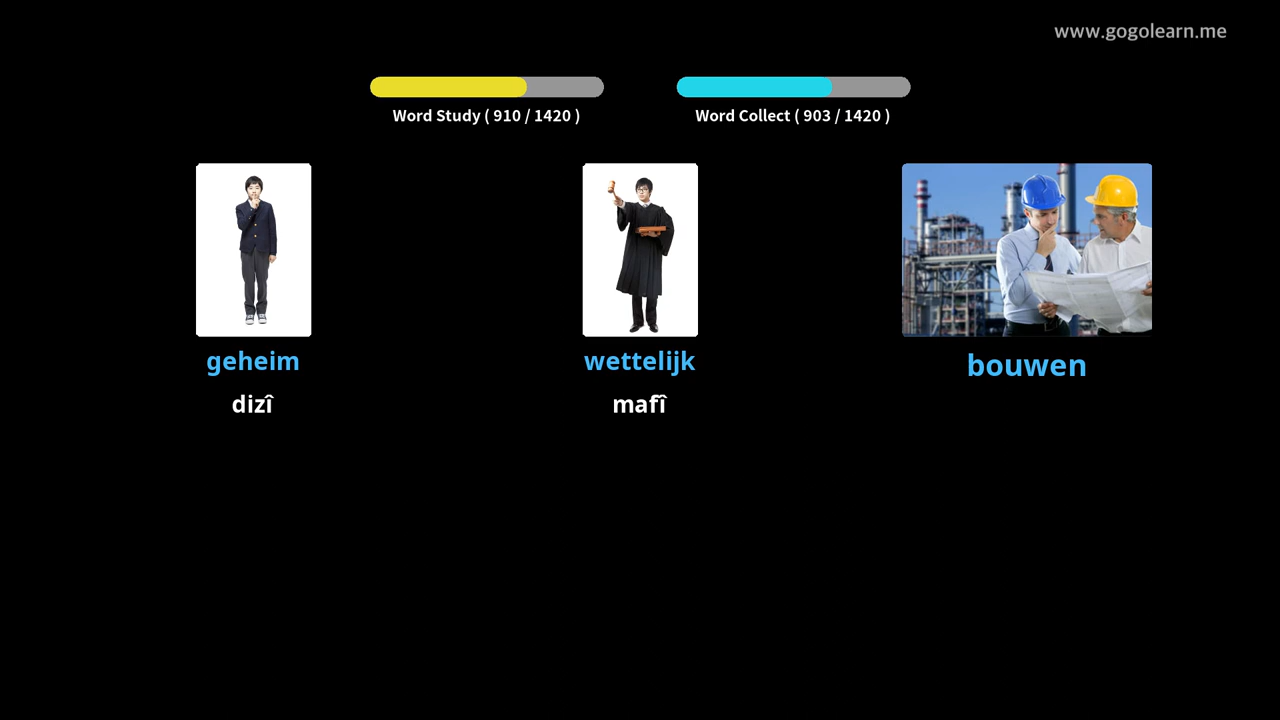 www.gogolearn.me
Word Study ( 910 / 1420 )
Word Collect ( 903 / 1420 )
geheim
wettelijk
bouwen
dizî
mafî